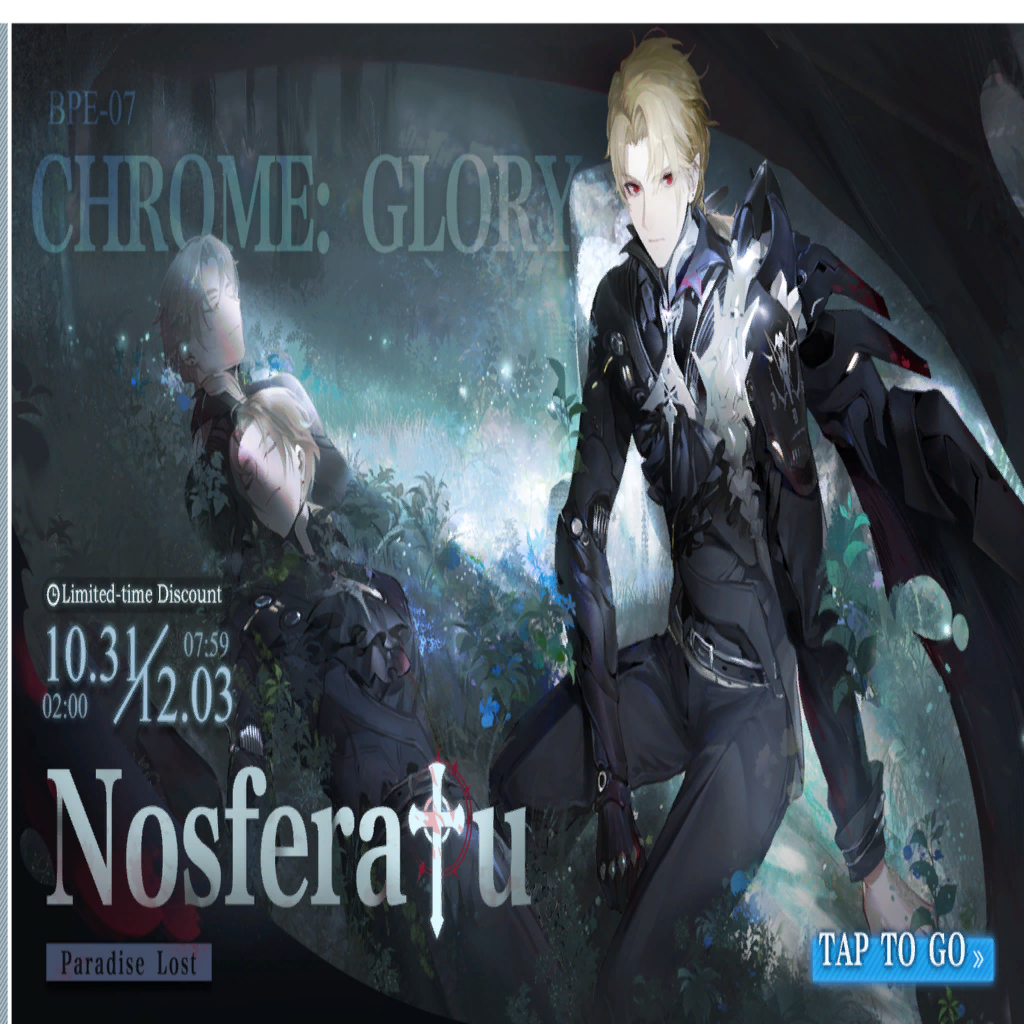 BPE-07
CHROME: GLORY
Limited-time Discount
10.31/ 07:59
02:00 /12.03
Nosferatu
Paradise Lost
TAP TO GO »